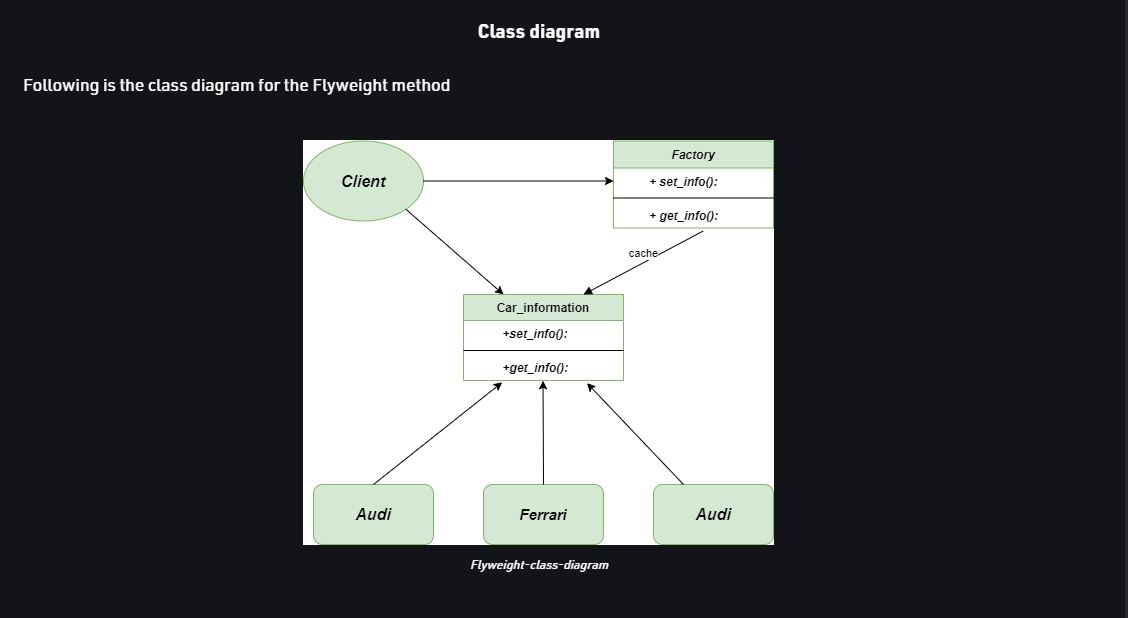 Class diagram
Following is the class diagram for the Flyweight method
Client
Factory
+ set_info():
+ get_info():
cache
Car_information
+set_info():
+get_info():
Audi
Ferrari
Audi
Flyweight-class-diagram